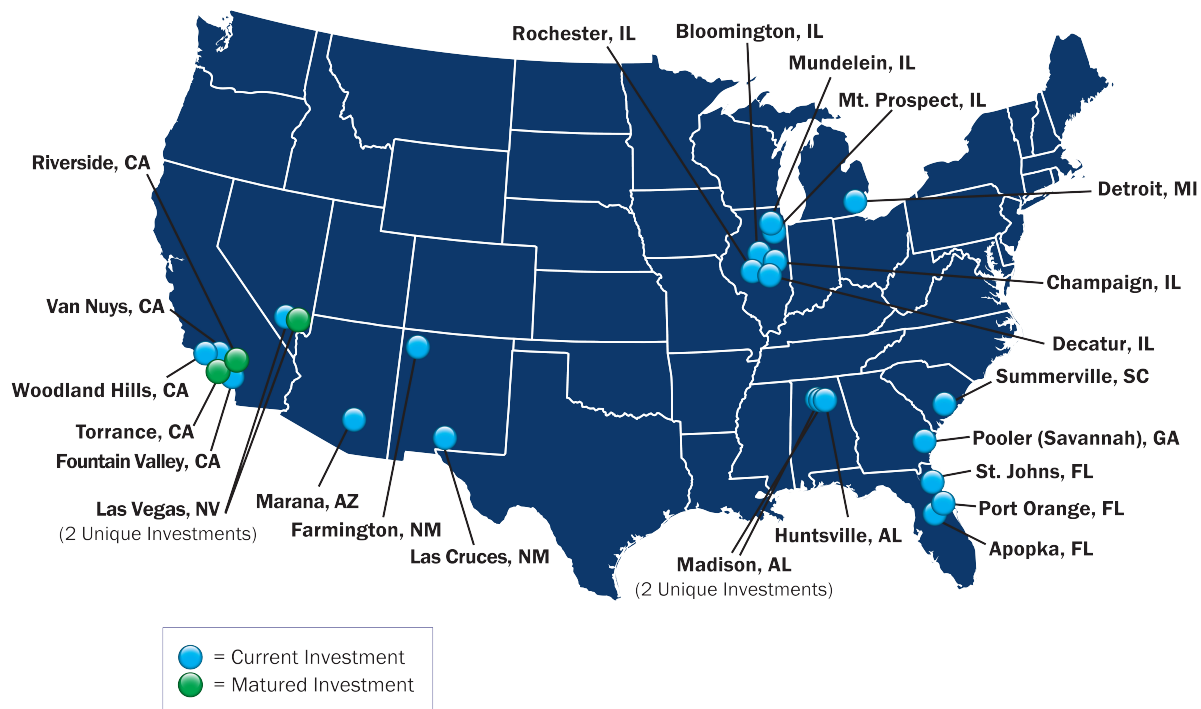 Rochester, IL
Bloomington, IL
Mundelein, IL
Mt. Prospect, IL
Riverside, CA
Detroit, MI
Van Nuys, CA
Champaign, IL
Decatur, IL
Woodland Hills, CA
Summerville, SC
Torrance, CA
Pooler (Savannah), GA
Fountain Valley, CA
St. Johns, FL
Marana, AZ
Las Vegas, NV
(2 Unique Investments)
Port Orange, FL
Farmington, NM
Huntsville, AL
Apopka, FL
Las Cruces, NM
Madison, AL
(2 Unique Investments)
= Current Investment
= Matured Investment